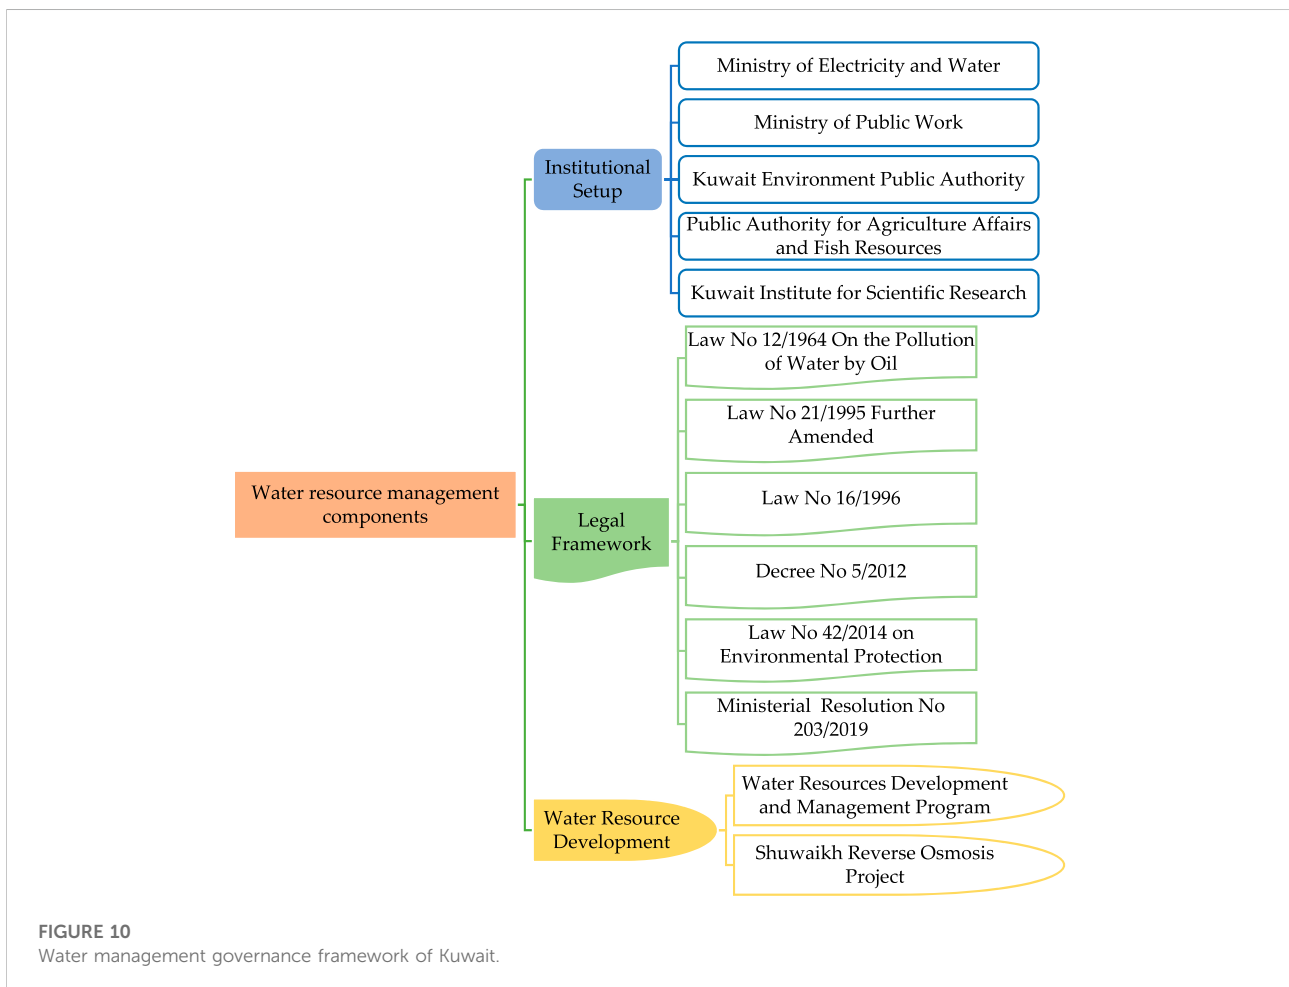 Ministry of Electricity and Water
Ministry of Public Work
Institutional
Setup
Kuwait Environment Public Authority
Public Authority for Agriculture Affairs
and Fish Resources
Kuwait Institute for Scientific Research
Law No 12/1964 On the Pollution
of Water by Oil
Law No 21/1995 Further
Amended
Water resource management
components
Legal
Framework
Law No 16/1996
Decree No 5/2012
Law No 42/2014 on
Environmental Protection
Ministerial  Resolution No
203/2019
Water Resource
Development
Water Resources Development
and Management Program
Shuwaikh Reverse Osmosis
Project
FIGURE 10
Water management governance framework of Kuwait.